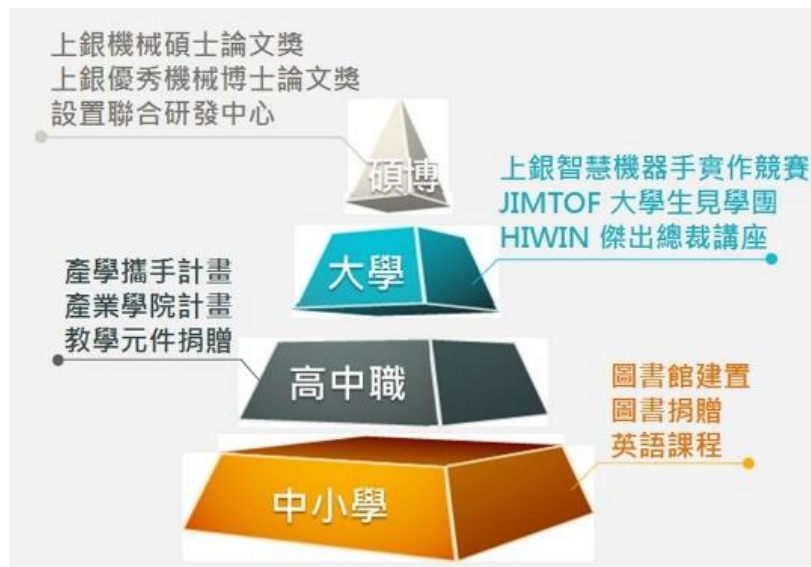 上銀機械碩士論文獎
上銀優秀機械博士論文獎
設置聯合研發中心
碩博
上銀智慧機器手實作競賽
JIMTOF 大學生見學團
HIWIN 傑出總裁講座
大學
產學攜手計畫
產業學院計畫
教學元件捐贈
高中職
圖書館建置
圖書捐贈
英語課程
中小學